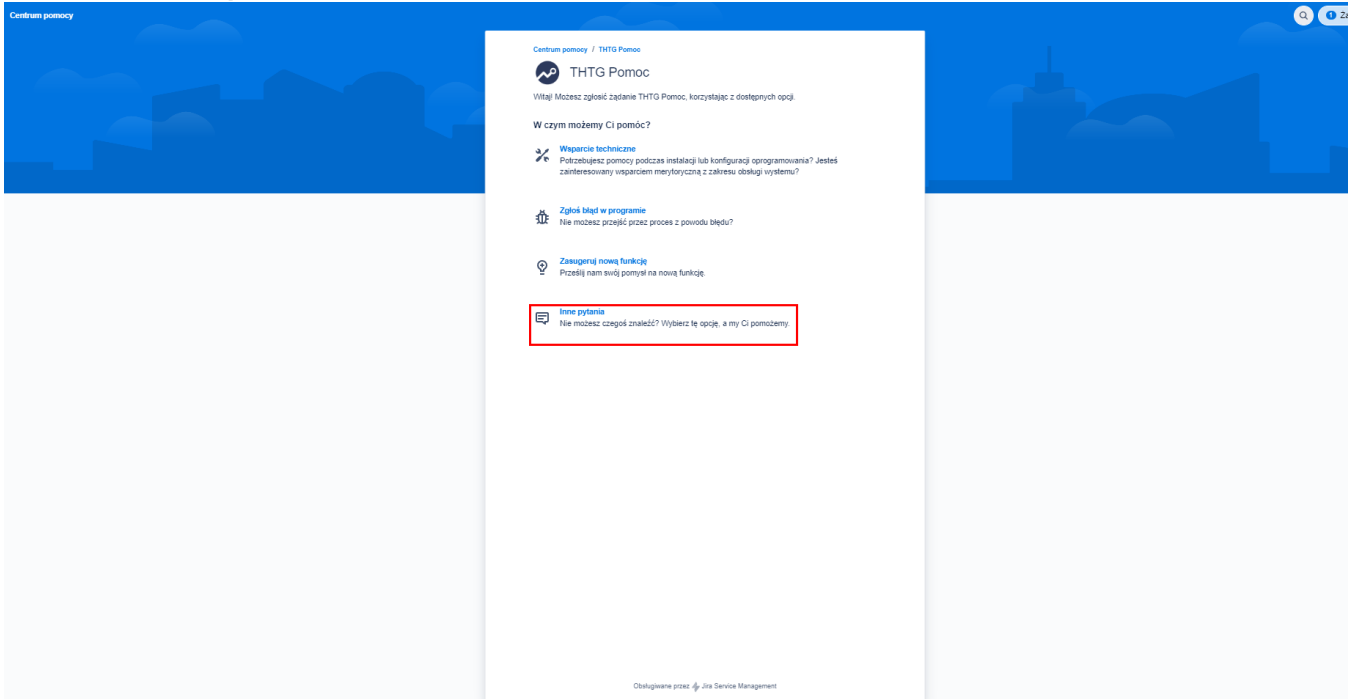 Centrum pomocy
1
Centrum pomocy / THTG Pomoc
THTG Pomoc
Witaj! Możesz zgłosić żądanie THTG Pomoc, korzystając z dostępnych opcji.
W czym możemy Ci pomóc?
Wsparcie techniczne
Potrzebujesz pomocy podczas instalacji lub konfiguracji oprogramowania? Jesteś
zainteresowany wsparciem merytoryczną z zakresu obsługi wystemu?
Zgłoś błąd w programie
Nie możesz przejść przez proces z powodu błędu?
Zasugeruj nową funkcję
Prześlij nam swój pomysł na nową funkcję.
Inne pytania
Nie możesz czegoś znaleźć? Wybierz tę opcję, a my Ci pomożemy.
Obsługiwane przez Jira Service Management